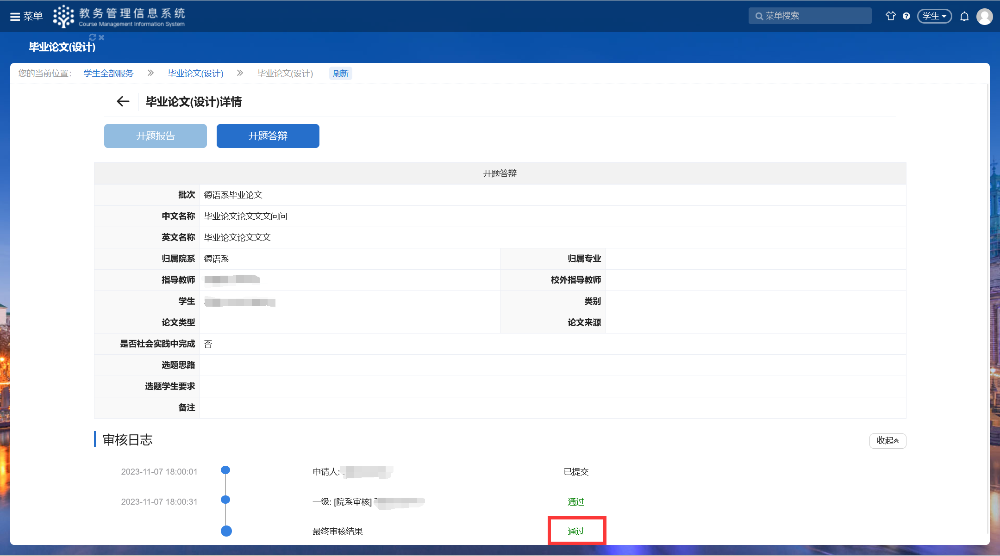 菜单
教务管理信息系统
Course Management Information System
菜单搜索
学生
毕业论文(设计)
您的当前位置： 学生全部服务 毕业论文(设计) 毕业论文(设计) 刷新
毕业论文(设计)详情
开题报告 开题答辩
开题答辩
批次 德语系毕业论文
中文名称 毕业论文论文文文问问
英文名称 毕业论文论文文文
归属院系 德语系 归属专业
指导教师 校外指导教师
学生 类别
论文类型 论文来源
是否社会实践中完成 否
选题思路
选题学生要求
备注
审核日志 收起
2023-11-07 18:00:01 申请人: 已提交
2023-11-07 18:00:31 一级: [院系审核] 通过
最终审核结果 通过